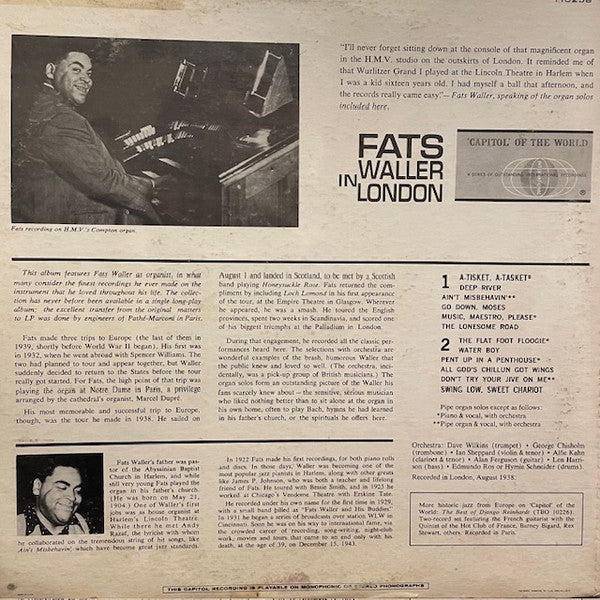 "I'll never forget sitting down at the console of that magnificent organ
in the H.M.V. studio on the outskirts of London. It reminded me of
that Wurlitzer Grand I played at the Lincoln Theatre in Harlem when
I was a kid sixteen years old. I had myself a ball that afternoon, and
the records really came easy."— Fats Waller, speaking of the organ solos
included here.
FATS
WALLER
IN LONDON
'CAPITOL' OF THE WORLD
A SERIES OF OUTSTANDING INTERNATIONAL RECORDINGS
®
Fats recording on H.M.V.'s Compton organ.
This album features Fats Waller as organist, in what
many consider the finest recordings he ever made on the
instrument that he loved throughout his life. The collec-
tion has never before been available in a single long-play
album; the excellent transfer from the original masters
to LP was done by engineers of Pathé-Marconi in Paris.
Fats made three trips to Europe (the last of them in
1939, shortly before World War II began). His first was
in 1932, when he went abroad with Spencer Williams. The
two had planned to tour and appear together, but Waller
suddenly decided to return to the States before the tour
really got started. For Fats, the high point of that trip was
playing the organ at Notre Dame in Paris, a privilege
arranged by the cathedral's organist, Marcel Dupré.
His most memorable and successful trip to Europe,
though, was the tour he made in 1938. He sailed on
August 1 and landed in Scotland, to be met by a Scottish
band playing Honeysuckle Rose. Fats returned the com-
pliment by including Loch Lomond in his first appearance
of the tour, at the Empire Theatre in Glasgow. Wherever
he appeared, he was a smash. He toured the English
provinces, spent two weeks in Scandinavia, and scored one
of his biggest triumphs at the Palladium in London.
During that engagement, he recorded all the classic per-
formances heard here. The selections with orchestra are
wonderful examples of the brash, humorous Waller that
the public knew and loved so well. (The orchestra, inci-
dentally, was a pick-up group of British musicians.) The
organ solos form an outstanding picture of the Waller his
fans scarcely knew about — the sensitive, serious musician
who liked nothing better than to sit alone at the organ in
his own home, often to play Bach, hymns he had learned
in his father's church, or the spirituals he offers here.
1 A-TISKET, A-TASKET*
DEEP RIVER
AIN'T MISBEHAVIN'**
GO DOWN, MOSES
MUSIC, MAESTRO, PLEASE*
THE LONESOME ROAD
2 THE FLAT FOOT FLOOGIE*
WATER BOY
PENT UP IN A PENTHOUSE*
ALL GOD'S CHILLUN GOT WINGS
DON'T TRY YOUR JIVE ON ME**
SWING LOW, SWEET CHARIOT
Pipe organ solos except as follows:
*Piano & vocal, with orchestra
**Pipe organ & vocal, with orchestra
Orchestra: Dave Wilkins (trumpet) • George Chisholm
(trombone) • Ian Sheppard (violin & tenor) • Alfie Kahn
(clarinet & tenor) • Alan Ferguson (guitar) • Len Harri-
son (bass) • Edmundo Ros or Hymie Schneider (drums).
Recorded in London, August 1938.
Fats Waller's father was pas-
tor of the Abyssinian Baptist
Church in Harlem, and while
still very young Fats played the
organ in his father's church.
(He was born on May 21,
1904.) One of Waller's first
jobs was as house organist at
Harlem's Lincoln Theatre.
While there he met Andy
Razaf, the lyricist with whom
he collaborated on the tremendous string of hit songs, like
Ain't Misbehavin', which have become great jazz standards.
In 1922 Fats made his first recordings, for both piano rolls
and discs. In those days, Waller was becoming one of the
most popular jazz pianists in Harlem, along with other greats
like James P. Johnson, who was both a teacher and lifelong
friend of Fats. He toured with Bessie Smith, and in 1923 he
worked at Chicago's Vendome Theatre with Erskine Tate.
He recorded under his own name for the first time in 1929,
with a small band billed as "Fats Waller and His Buddies."
In 1931 he began a series of broadcasts over station WLW in
Cincinnati. Soon he was on his way to international fame, via
the crowded career of recording, song-writing, night-club
work, movies and tours that came to an end only with his
death, at the age of 39, on December 15, 1943.
More historic jazz from Europe on 'Capitol' of the
World: The Best of Django Reinhardt (TBO 10226).
Two-record set featuring the French guitarist with the
Quintet of the Hot Club of France, Barney Bigard, Rex
Stewart, others. Recorded in Paris.
THIS CAPITOL RECORDING IS PLAYABLE ON MONOPHONIC OR STEREO PHONOGRAPHS